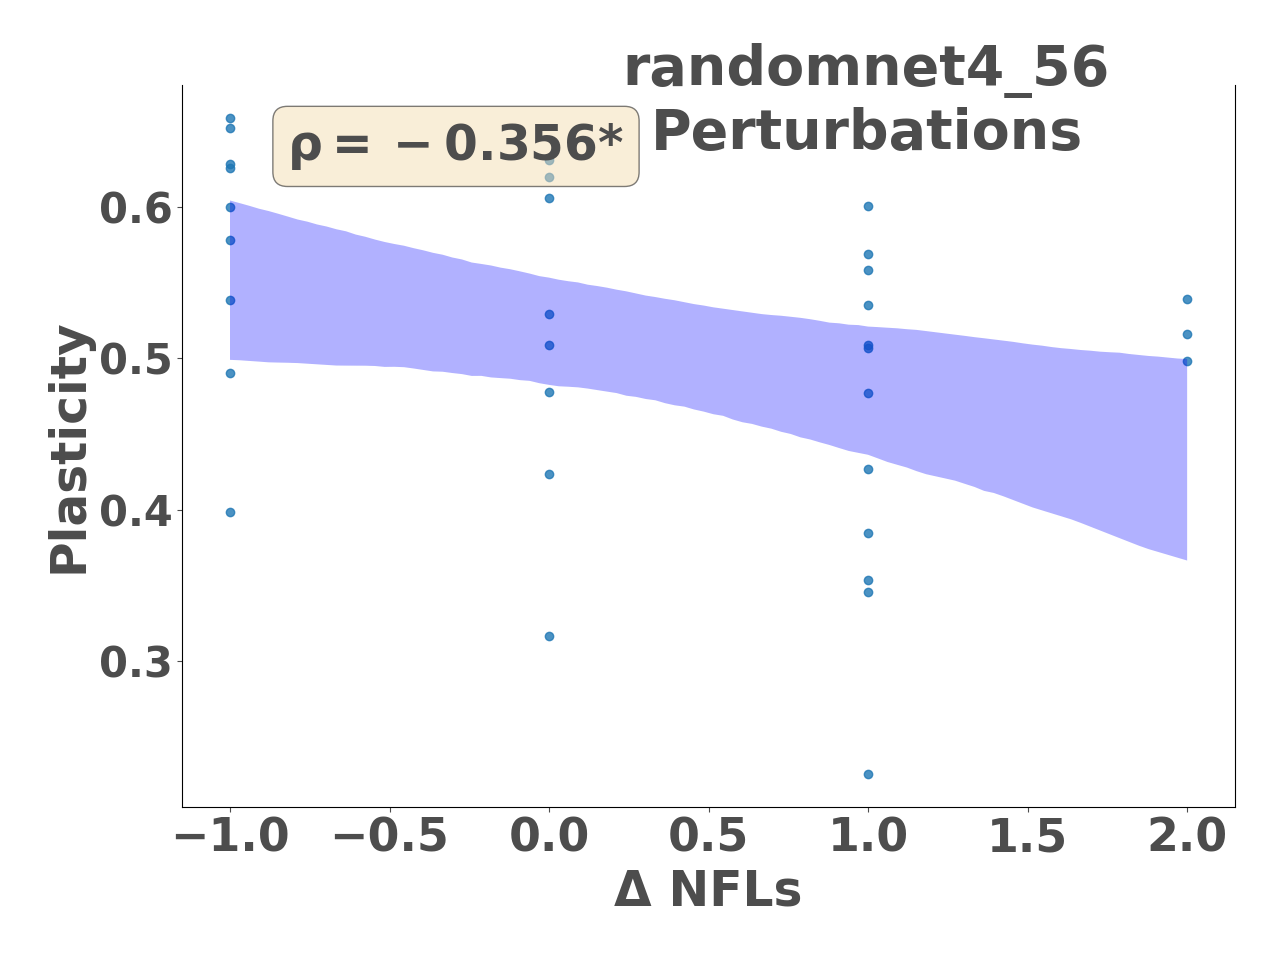 randomnet4_56
Perturbations
ρ = − 0.356*
Plasticity
0.6
0.5
0.4
0.3
−1.0 −0.5 0.0 0.5 1.0 1.5 2.0
Δ NFLs